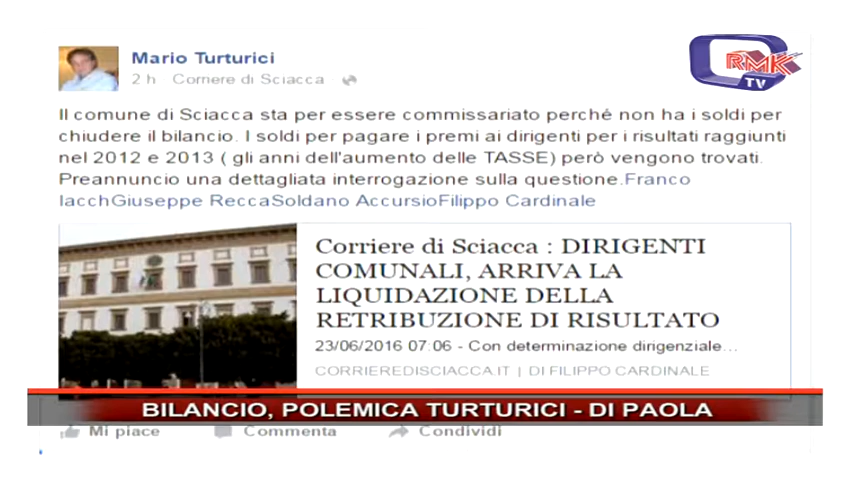 Mario Turturici
2 h Corriere di Sciacca
RMK
TV
Il comune di Sciacca sta per essere commissariato perché non ha i soldi per
chiudere il bilancio. I soldi per pagare i premi ai dirigenti per i risultati raggiunti
nel 2012 e 2013 ( gli anni dell'aumento delle TASSE) però vengono trovati.
Preannuncio una dettagliata interrogazione sulla questione.Franco
IacchGiuseppe ReccaSoldano AccursioFilippo Cardinale
Corriere di Sciacca : DIRIGENTI
COMUNALI, ARRIVA LA
LIQUIDAZIONE DELLA
RETRIBUZIONE DI RISULTATO
23/06/2016 07:06 - Con determinazione dirigenziale...
CORRIEREDISCIACCA.IT | DI FILIPPO CARDINALE
BILANCIO, POLEMICA TURTURICI - DI PAOLA
Mi piace Commenta Condividi